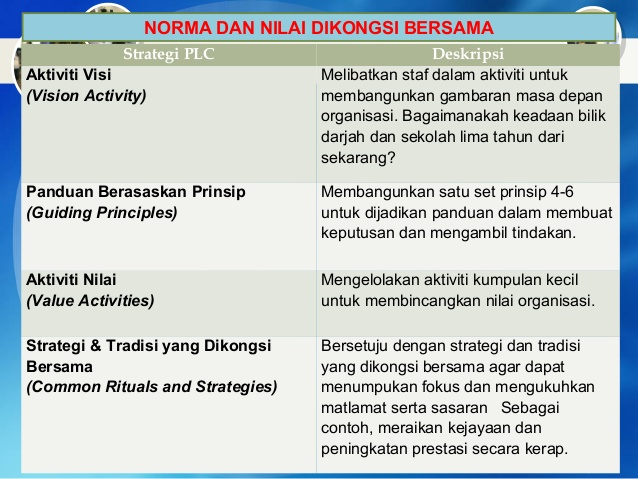 NORMA DAN NILAI DIKONGSI BERSAMA
Strategi PLC
Deskripsi
Aktiviti Visi
(Vision Activity)
Melibatkan staf dalam aktiviti untuk
membangunkan gambaran masa depan
organisasi. Bagaimanakah keadaan bilik
darjah dan sekolah lima tahun dari
sekarang?
Panduan Berasaskan Prinsip
(Guiding Principles)
Membangunkan satu set prinsip 4-6
untuk dijadikan panduan dalam membuat
keputusan dan mengambil tindakan.
Aktiviti Nilai
(Value Activities)
Mengelolakan aktiviti kumpulan kecil
untuk membincangkan nilai organisasi.
Strategi & Tradisi yang Dikongsi
Bersama
(Common Rituals and Strategies)
Bersetuju dengan strategi dan tradisi
yang dikongsi bersama agar dapat
menumpukan fokus dan mengukuhkan
matlamat serta sasaran   Sebagai
contoh, meraikan kejayaan dan
peningkatan prestasi secara kerap.